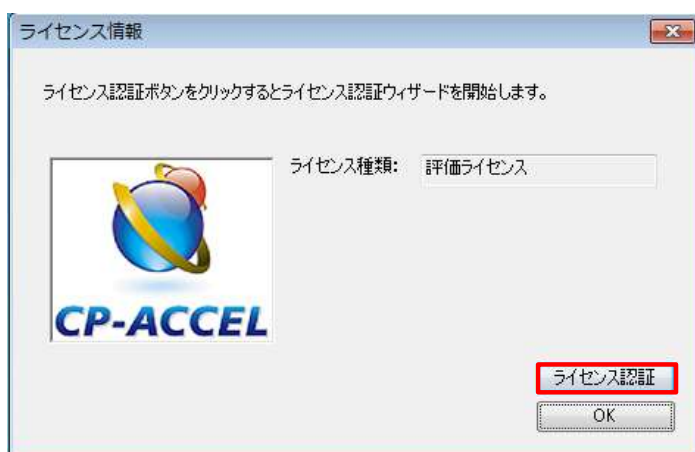 ライセンス情報
ライセンス認証ボタンをクリックするとライセンス認証ウィザードを開始します。
ライセンス種類: 評価ライセンス
CP-ACCEL
ライセンス認証
OK